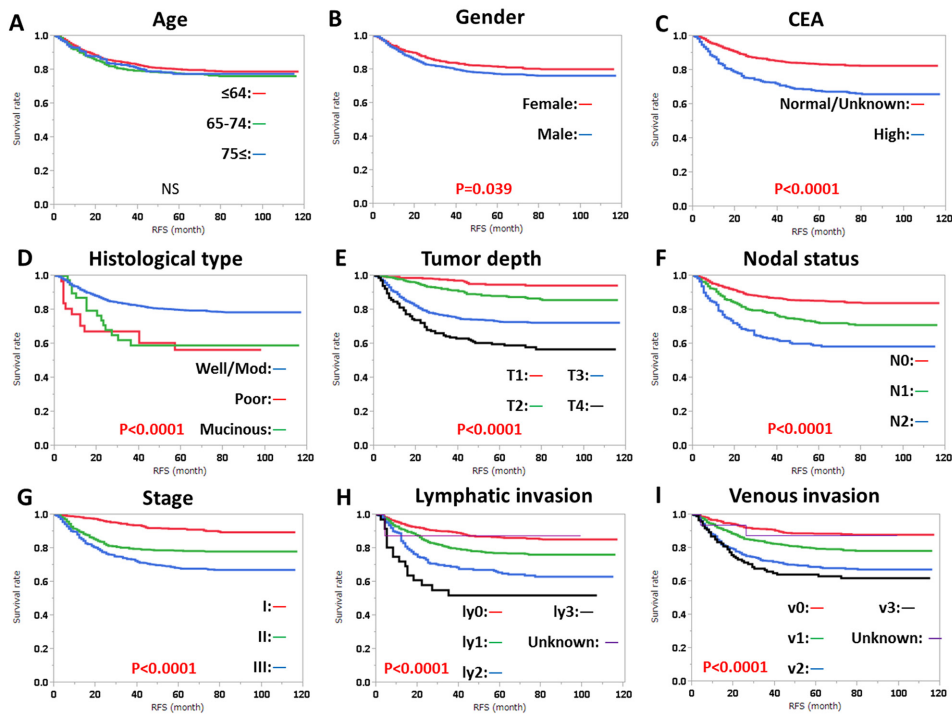 A Age
Survival rate
1.0
0.8
0.6
0.4
0.2
0.0
≤64:
65-74:
75≤:
NS
0 20 40 60 80 100 120
RFS (month)
B Gender
Survival rate
1.0
0.8
0.6
0.4
0.2
0.0
Female:
Male:
P=0.039
0 20 40 60 80 100 120
RFS (month)
C CEA
Survival rate
1.0
0.8
0.6
0.4
0.2
0.0
Normal/Unknown:
High:
P<0.0001
0 20 40 60 80 100 120
RFS (month)
D Histological type
Survival rate
1.0
0.8
0.6
0.4
0.2
0.0
Well/Mod:
Poor:
P<0.0001 Mucinous:
0 20 40 60 80 100 120
RFS (month)
E Tumor depth
Survival rate
1.0
0.8
0.6
0.4
0.2
0.0
T1: T3:
T2: T4:
P<0.0001
0 20 40 60 80 100 120
RFS (month)
F Nodal status
Survival rate
1.0
0.8
0.6
0.4
0.2
0.0
N0:
N1:
N2:
P<0.0001
0 20 40 60 80 100 120
RFS (month)
G Stage
Survival rate
1.0
0.8
0.6
0.4
0.2
0.0
I:
II:
P<0.0001 III:
0 20 40 60 80 100 120
RFS (month)
H Lymphatic invasion
Survival rate
1.0
0.8
0.6
0.4
0.2
0.0
ly0: ly3:
ly1: Unknown:
P<0.0001 ly2:
0 20 40 60 80 100 120
RFS (month)
I Venous invasion
Survival rate
1.0
0.8
0.6
0.4
0.2
0.0
v0: v3:
v1: Unknown:
P<0.0001 v2:
0 20 40 60 80 100 120
RFS (month)